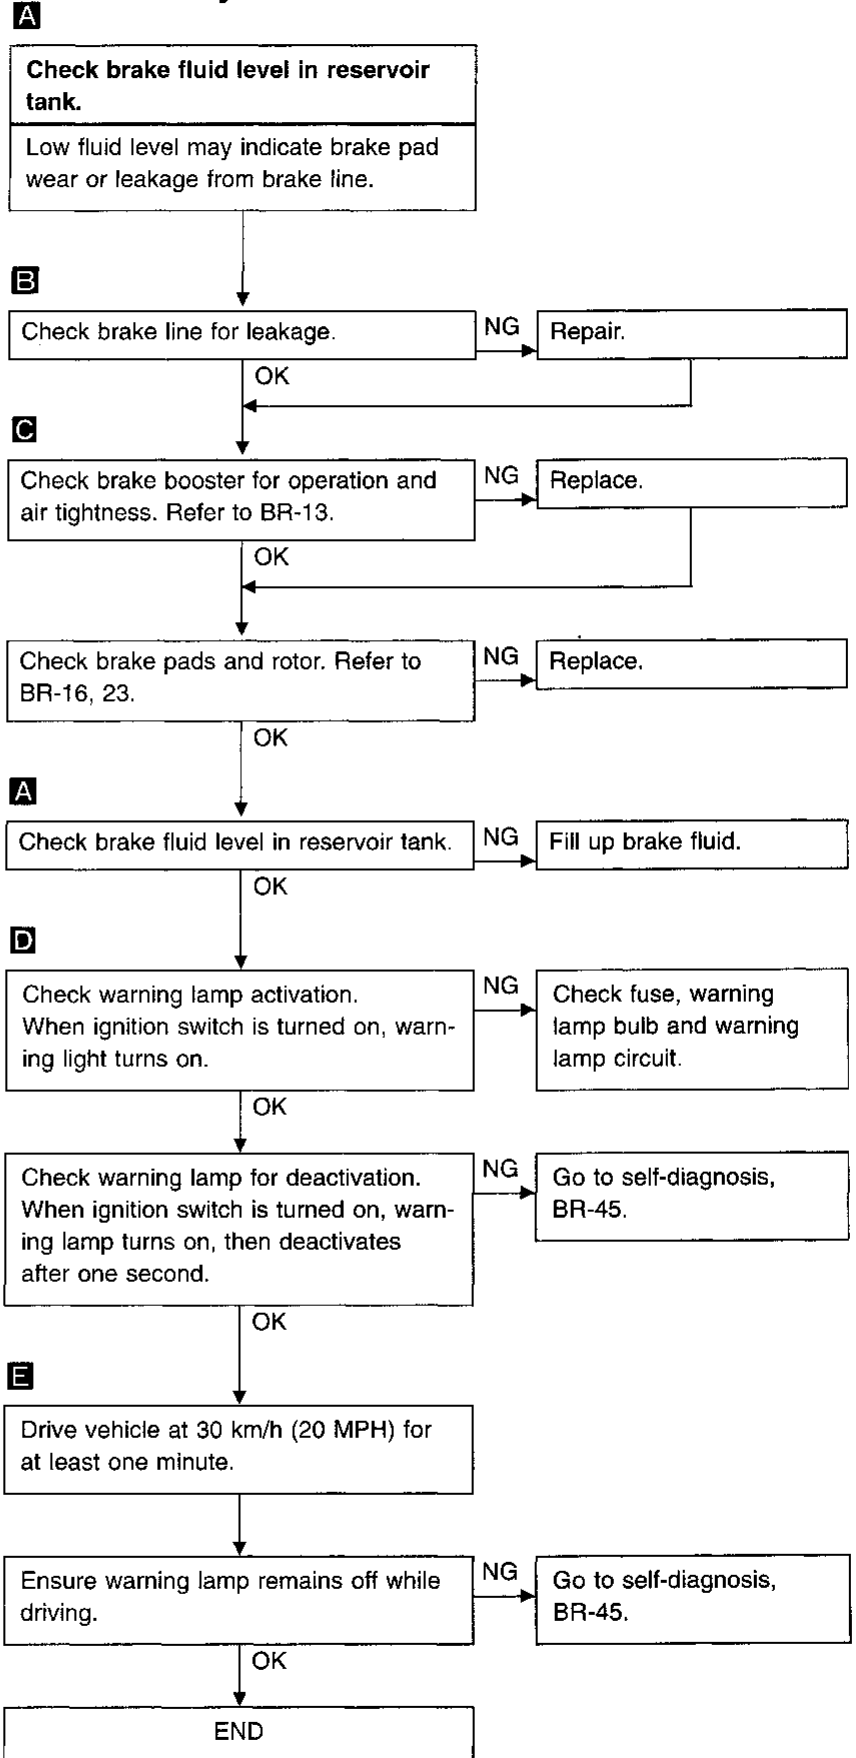 A
Check brake fluid level in reservoir
tank.
Low fluid level may indicate brake pad
wear or leakage from brake line.
B
Check brake line for leakage.
NG
Repair.
OK
C
Check brake booster for operation and
air tightness. Refer to BR-13.
NG
Replace.
OK
Check brake pads and rotor. Refer to
BR-16, 23.
NG
Replace.
OK
A
Check brake fluid level in reservoir tank.
NG
Fill up brake fluid.
OK
D
Check warning lamp activation.
When ignition switch is turned on, warn-
ing light turns on.
NG
Check fuse, warning
lamp bulb and warning
lamp circuit.
OK
Check warning lamp for deactivation.
When ignition switch is turned on, warn-
ing lamp turns on, then deactivates
after one second.
NG
Go to self-diagnosis,
BR-45.
OK
E
Drive vehicle at 30 km/h (20 MPH) for
at least one minute.
Ensure warning lamp remains off while
driving.
NG
Go to self-diagnosis,
BR-45.
OK
END